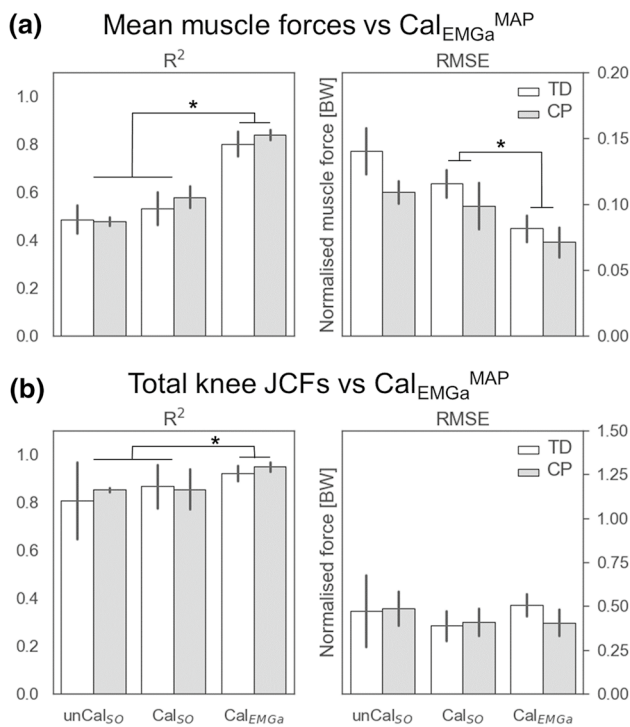 (a) Mean muscle forces vs Cal_EMGa^MAP
R²
1.0
0.8
0.6
0.4
0.2
0.0
*
RMSE
TD
CP
*
Normalised muscle force [BW]
0.20
0.15
0.10
0.05
0.00
(b) Total knee JCFs vs Cal_EMGa^MAP
R²
1.0
0.8
0.6
0.4
0.2
0.0
*
unCal_SO Cal_SO Cal_EMGa
RMSE
TD
CP
Normalised force [BW]
1.50
1.25
1.00
0.75
0.50
0.25
0.00
unCal_SO Cal_SO Cal_EMGa